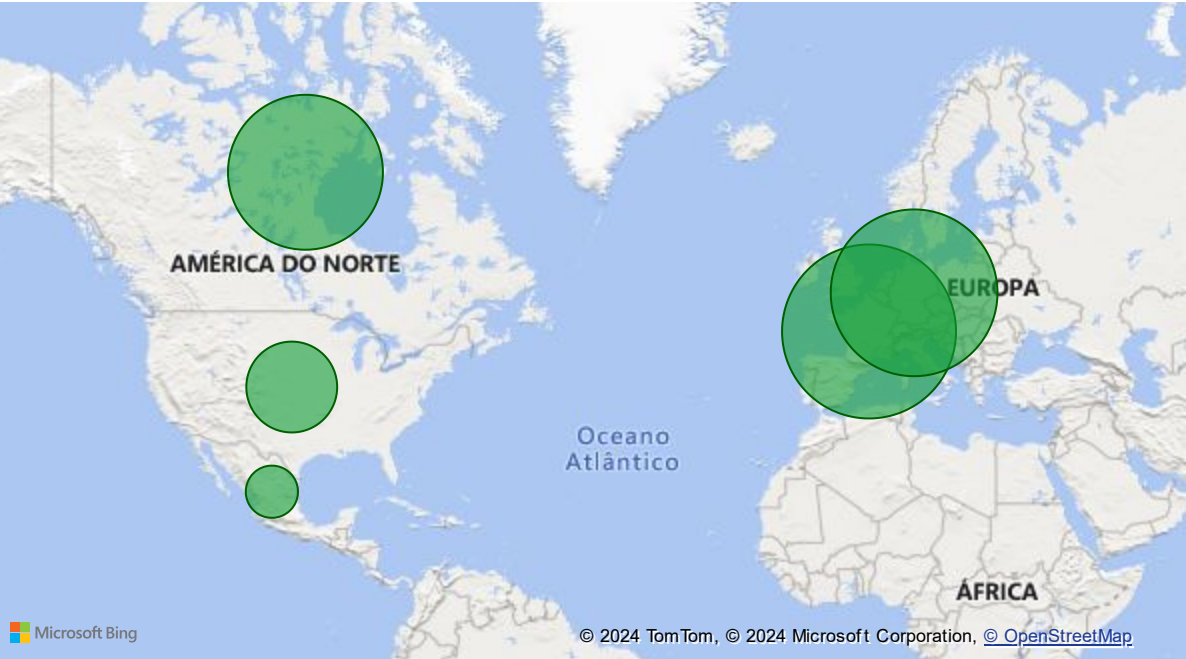 AMÉRICA DO NORTE
EUROPA
Oceano
Atlântico
ÁFRICA
Microsoft Bing
© 2024 TomTom, © 2024 Microsoft Corporation, © OpenStreetMap